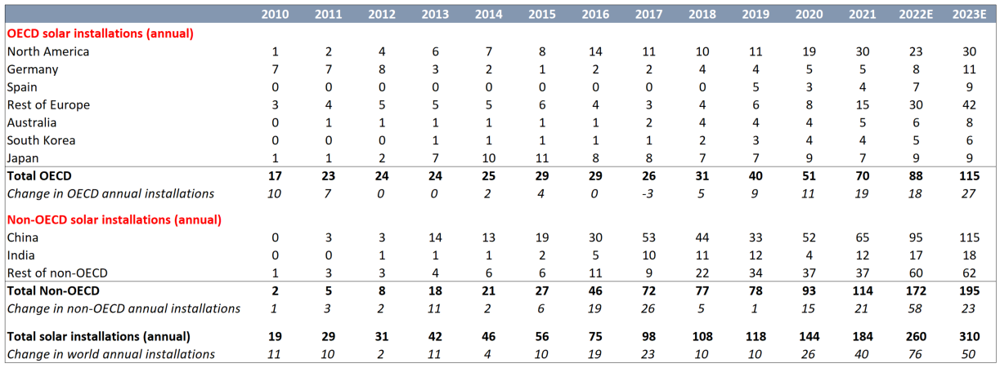 2010 2011 2012 2013 2014 2015 2016 2017 2018 2019 2020 2021 2022E 2023E
OECD solar installations (annual)
North America 1 2 4 6 7 8 14 11 10 11 19 30 23 30
Germany 7 7 8 3 2 1 2 2 4 4 5 5 8 11
Spain 0 0 0 0 0 0 0 0 0 5 3 4 7 9
Rest of Europe 3 4 5 5 5 6 4 3 4 6 8 15 30 42
Australia 0 1 1 1 1 1 1 2 4 4 4 5 6 8
South Korea 0 0 0 1 1 1 1 1 2 3 4 4 5 6
Japan 1 1 2 7 10 11 8 8 7 7 9 7 9 9
Total OECD 17 23 24 24 25 29 29 26 31 40 51 70 88 115
Change in OECD annual installations 10 7 0 0 2 4 0 -3 5 9 11 19 18 27
Non-OECD solar installations (annual)
China 0 3 3 14 13 19 30 53 44 33 52 65 95 115
India 0 0 1 1 1 2 5 10 11 12 4 12 17 18
Rest of non-OECD 1 3 3 4 6 6 11 9 22 34 37 37 60 62
Total Non-OECD 2 5 8 18 21 27 46 72 77 78 93 114 172 195
Change in non-OECD annual installations 1 3 2 11 2 6 19 26 5 1 15 21 58 23
Total solar installations (annual) 19 29 31 42 46 56 75 98 108 118 144 184 260 310
Change in world annual installations 11 10 2 11 4 10 19 23 10 10 26 40 76 50